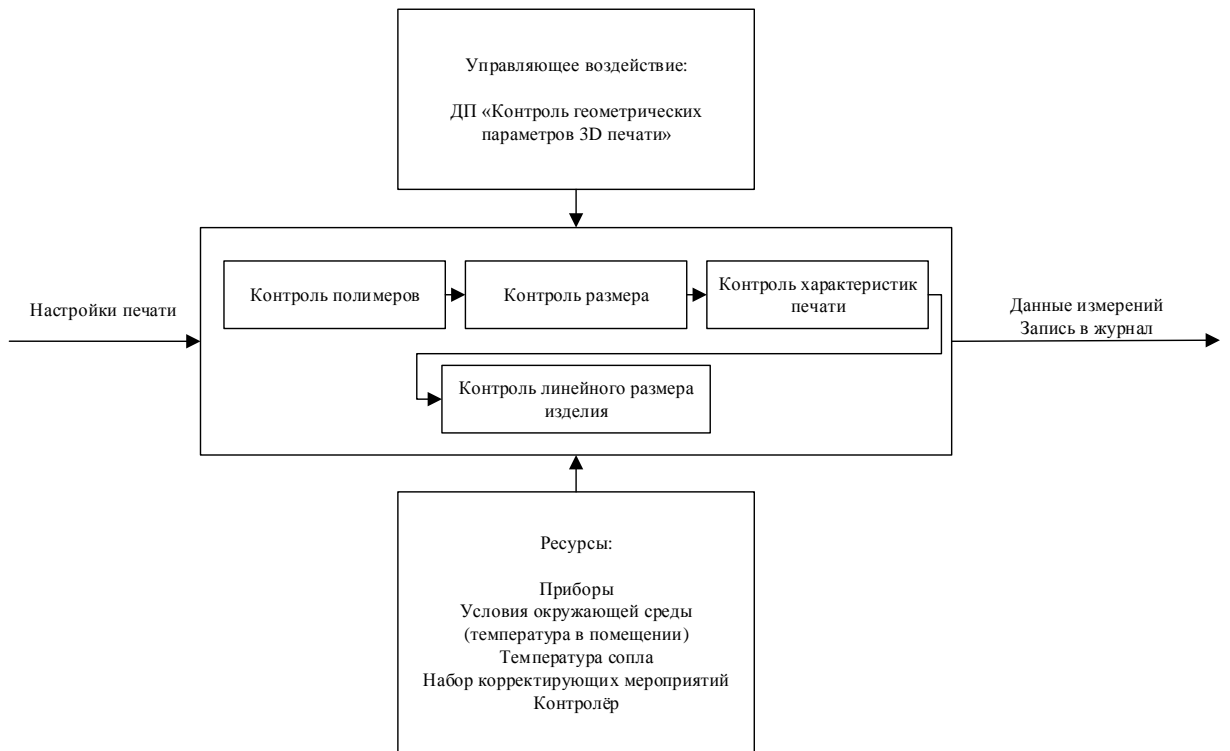 Управляющее воздействие:
ДП «Контроль геометрических
параметров 3D печати»
Настройки печати
Контроль полимеров
Контроль размера
Контроль характеристик
печати
Контроль линейного размера
изделия
Данные измерений
Запись в журнал
Ресурсы:
Приборы
Условия окружающей среды
(температура в помещении)
Температура сопла
Набор корректирующих мероприятий
Контролёр